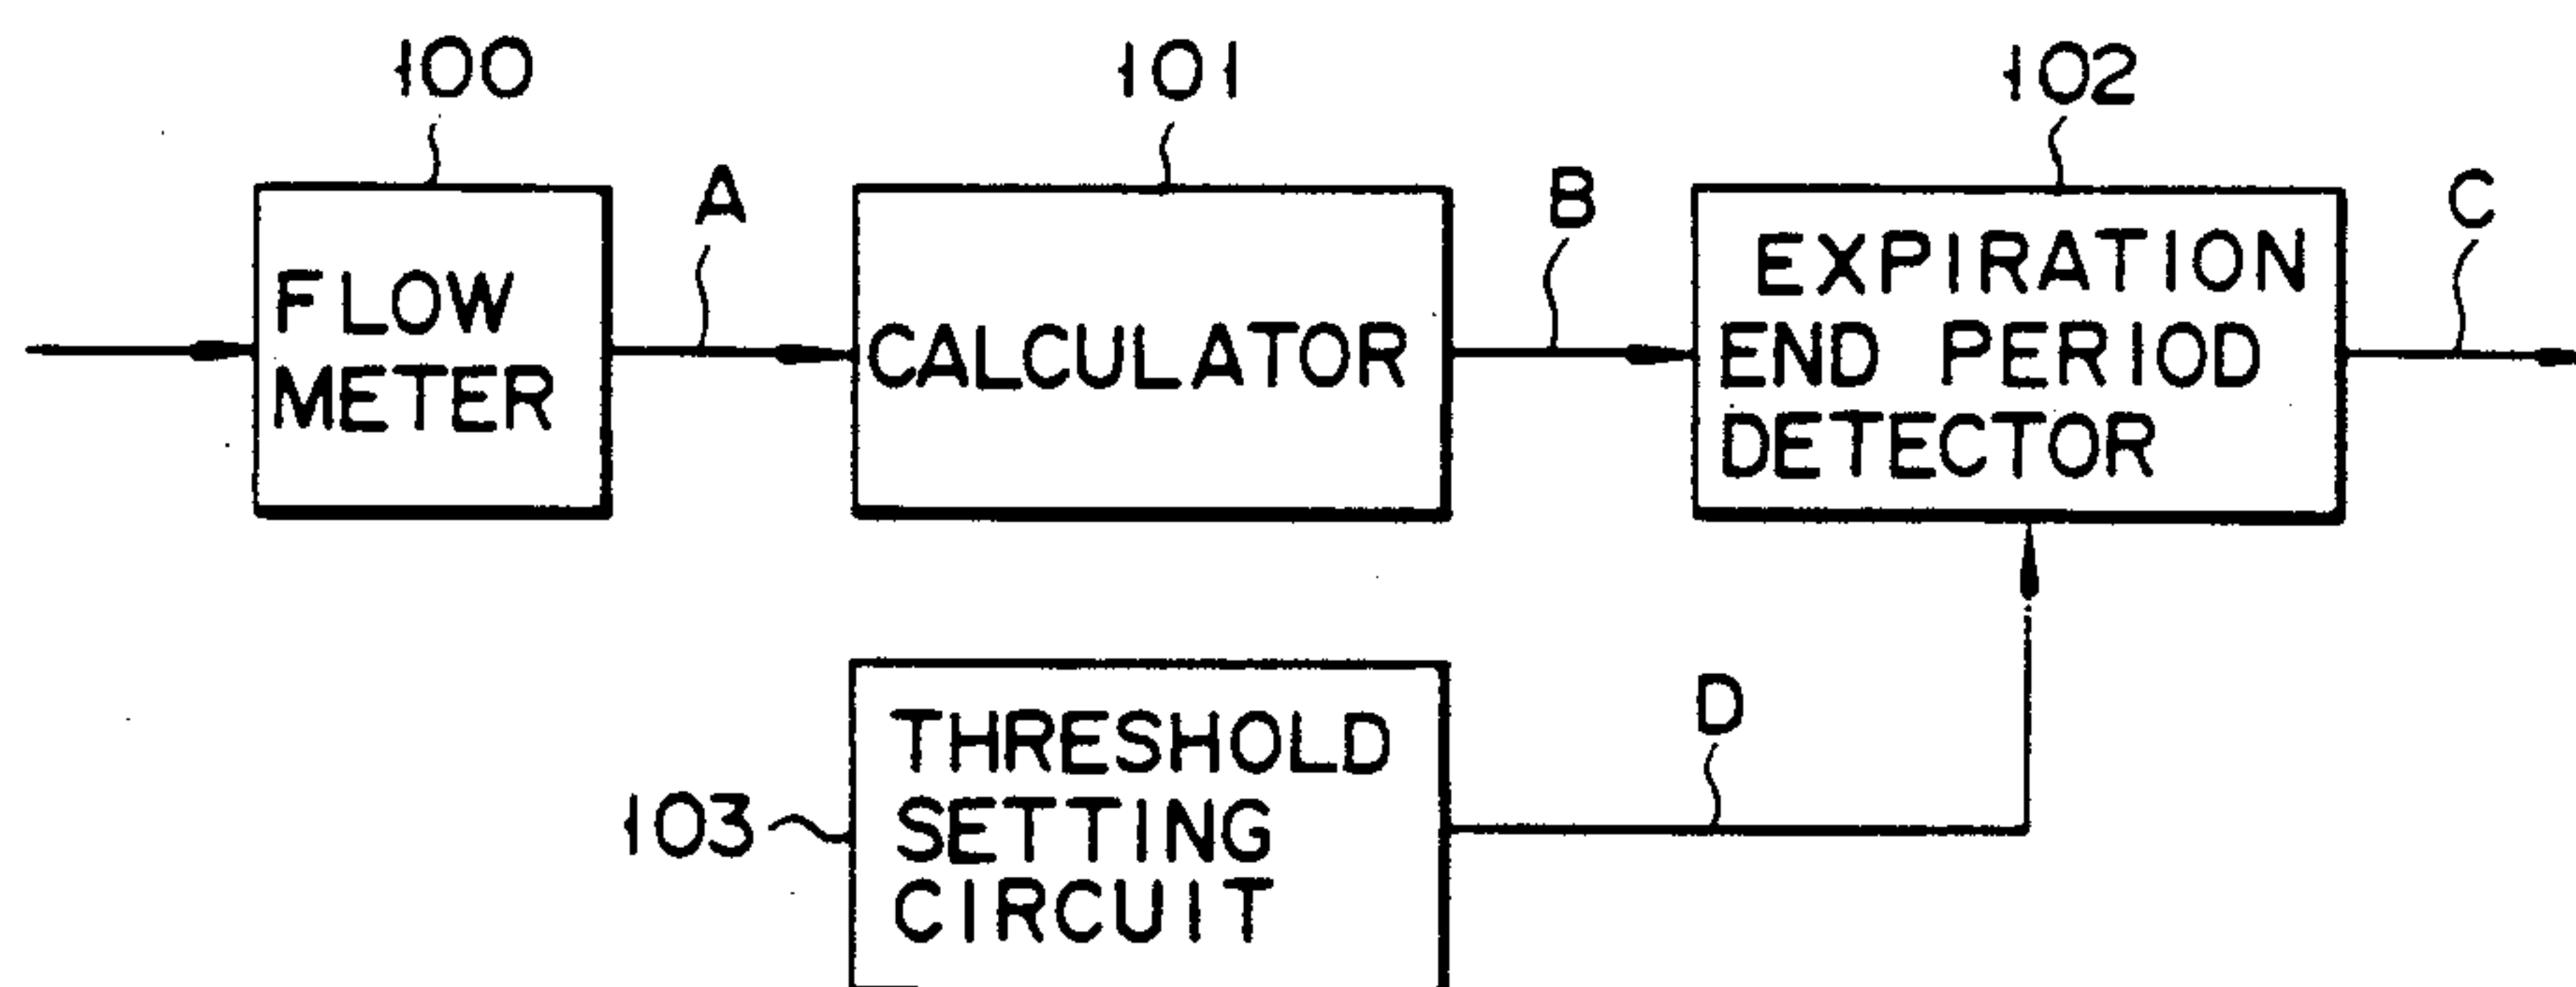 100
101
102
A
B
C
FLOW
METER
CALCULATOR
EXPIRATION
END PERIOD
DETECTOR
103
THRESHOLD
SETTING
CIRCUIT
D